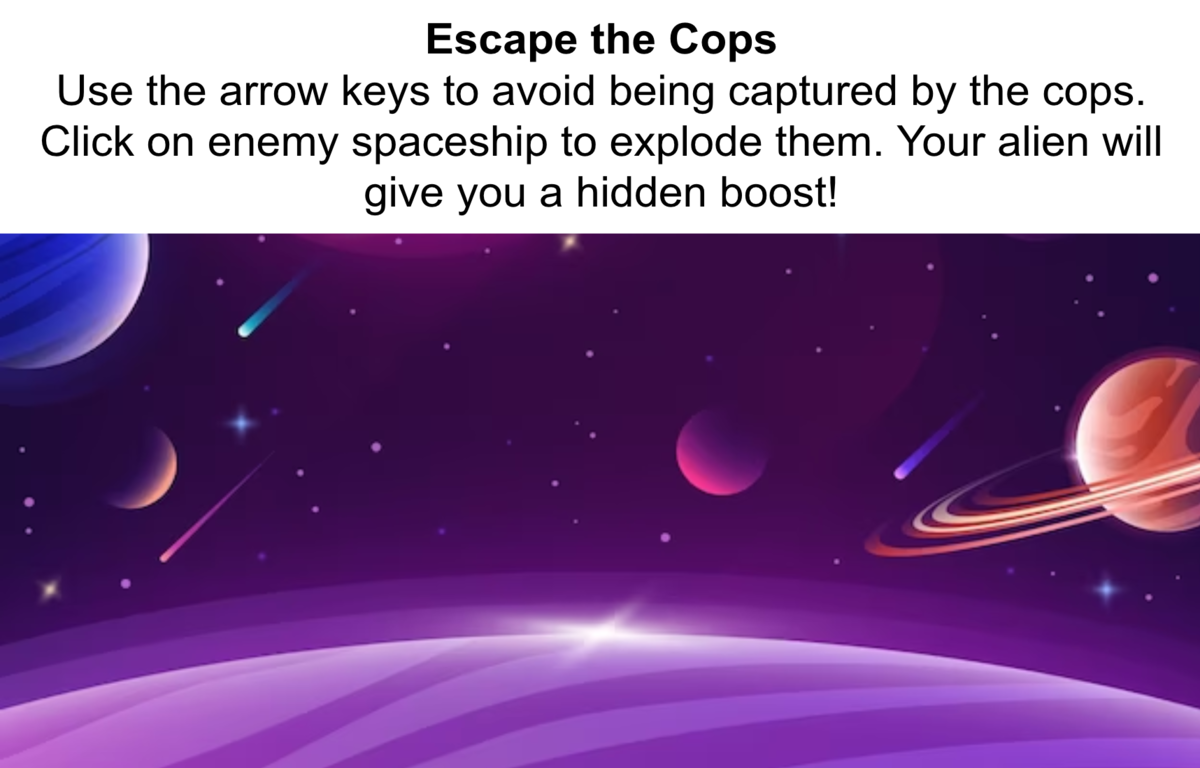 Escape the Cops
Use the arrow keys to avoid being captured by the cops.
Click on enemy spaceship to explode them. Your alien will
give you a hidden boost!